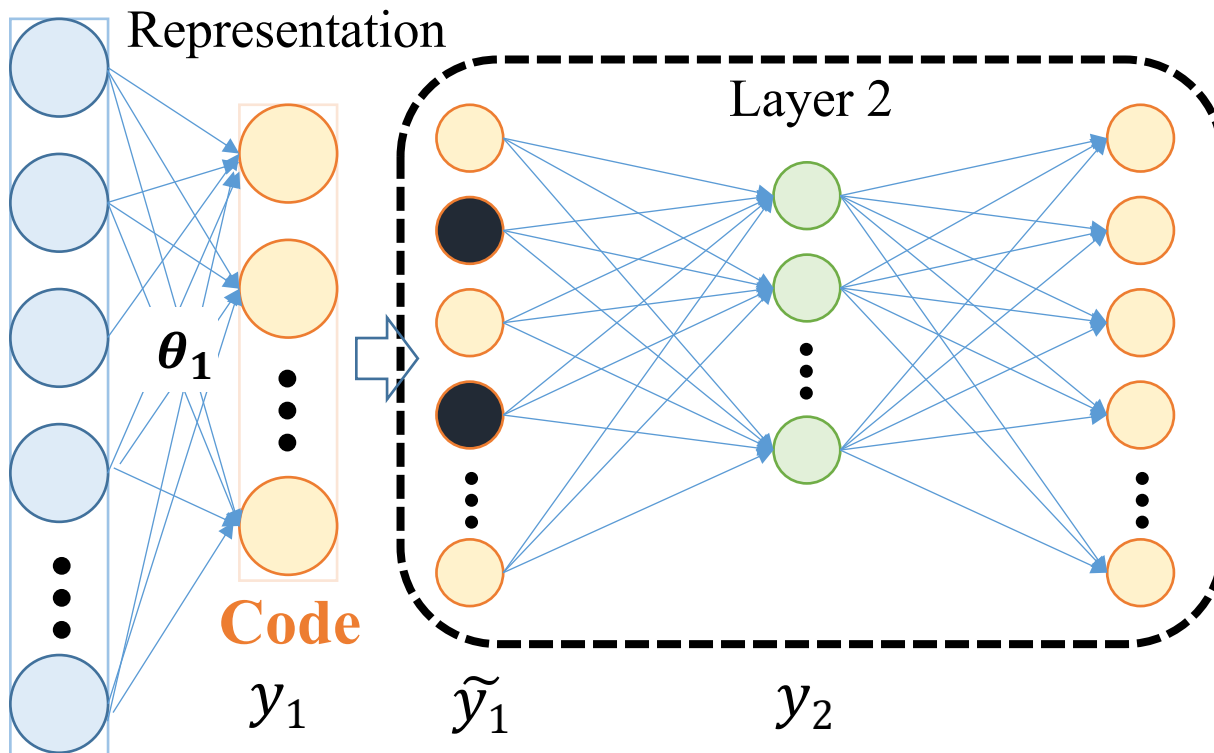 Representation
Layer 2
θ₁
Code
y₁
ỹ₁
y₂